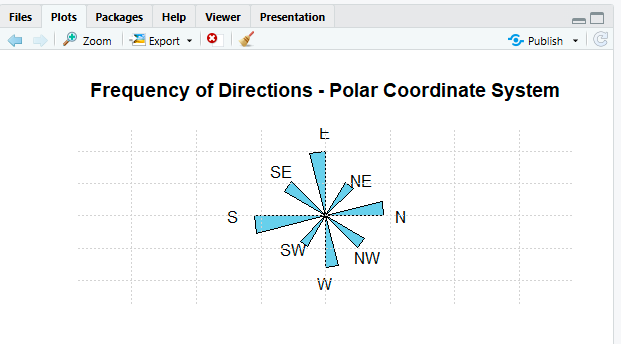 Files Plots Packages Help Viewer Presentation
Zoom Export Publish
Frequency of Directions - Polar Coordinate System
E
SE NE
S N
SW NW
W